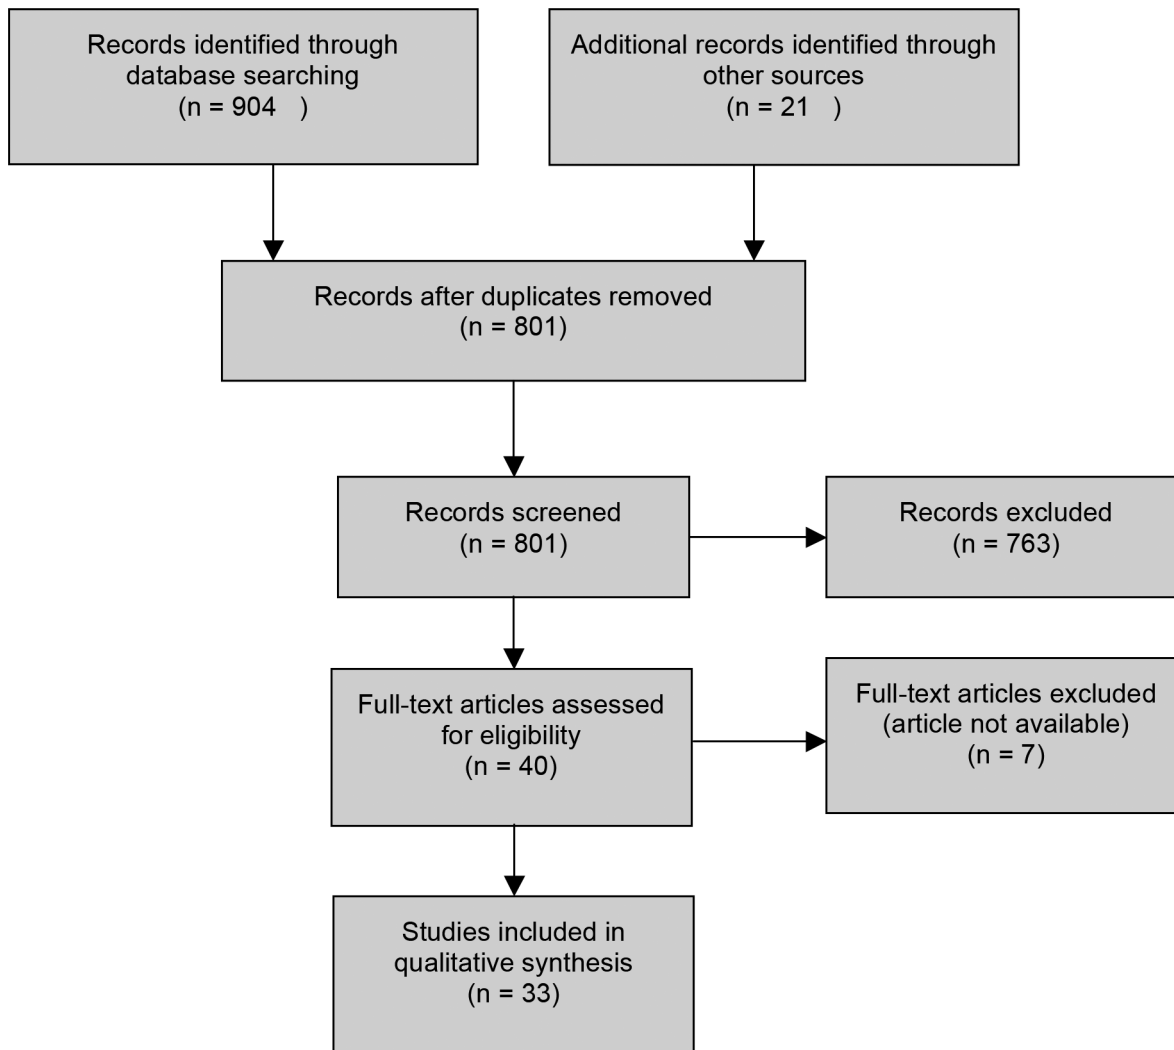 Records identified through
database searching
(n = 904   )
Additional records identified through
other sources
(n = 21   )
Records after duplicates removed
(n = 801)
Records screened
(n = 801)
Records excluded
(n = 763)
Full-text articles assessed
for eligibility
(n = 40)
Full-text articles excluded
(article not available)
(n = 7)
Studies included in
qualitative synthesis
(n = 33)